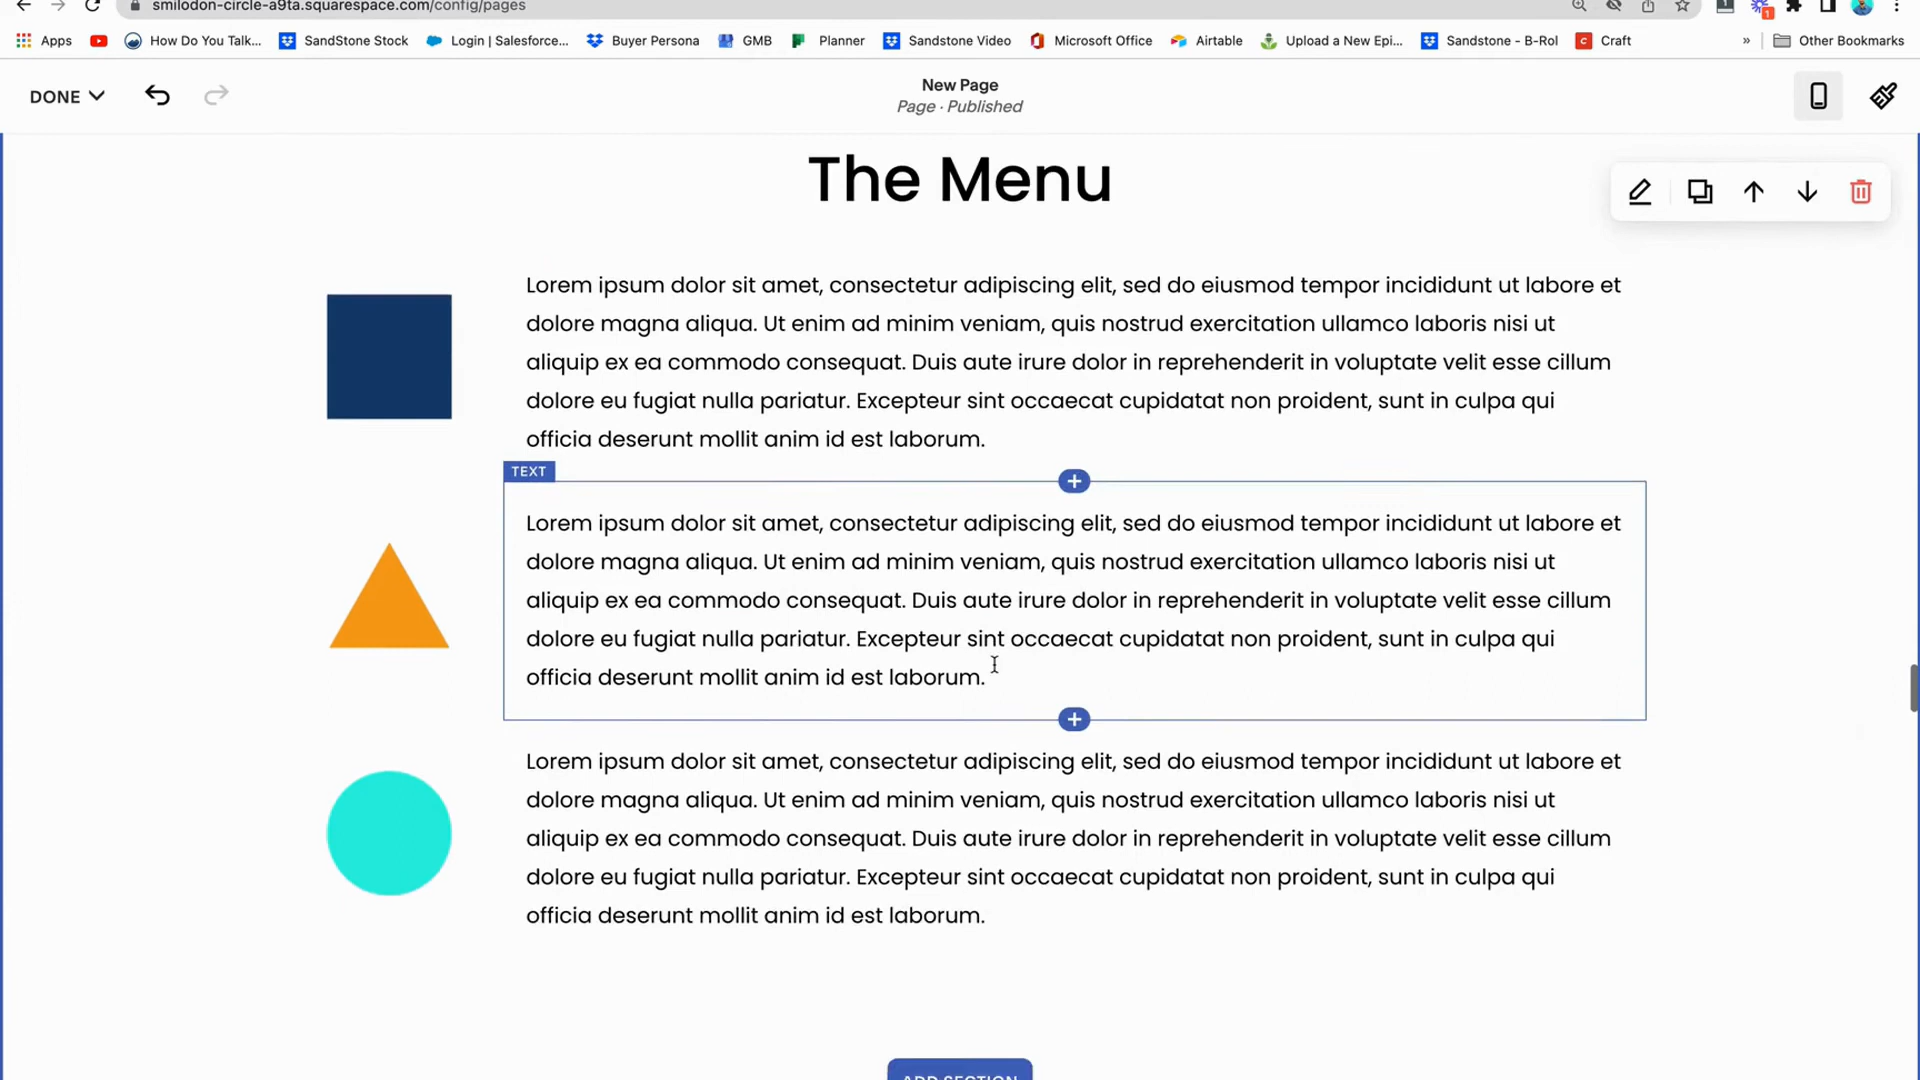 smilodon-circle-a9ta.squarespace.com/config/pages
Apps How Do You Talk... SandStone Stock Login | Salesforce... Buyer Persona GMB Planner Sandstone Video Microsoft Office Airtable Upload a New Epi... Sandstone - B-Rol Craft » Other Bookmarks
DONE
New Page
Page · Published
The Menu
Lorem ipsum dolor sit amet, consectetur adipiscing elit, sed do eiusmod tempor incididunt ut labore et
dolore magna aliqua. Ut enim ad minim veniam, quis nostrud exercitation ullamco laboris nisi ut
aliquip ex ea commodo consequat. Duis aute irure dolor in reprehenderit in voluptate velit esse cillum
dolore eu fugiat nulla pariatur. Excepteur sint occaecat cupidatat non proident, sunt in culpa qui
officia deserunt mollit anim id est laborum.
TEXT
Lorem ipsum dolor sit amet, consectetur adipiscing elit, sed do eiusmod tempor incididunt ut labore et
dolore magna aliqua. Ut enim ad minim veniam, quis nostrud exercitation ullamco laboris nisi ut
aliquip ex ea commodo consequat. Duis aute irure dolor in reprehenderit in voluptate velit esse cillum
dolore eu fugiat nulla pariatur. Excepteur sint occaecat cupidatat non proident, sunt in culpa qui
officia deserunt mollit anim id est laborum.
Lorem ipsum dolor sit amet, consectetur adipiscing elit, sed do eiusmod tempor incididunt ut labore et
dolore magna aliqua. Ut enim ad minim veniam, quis nostrud exercitation ullamco laboris nisi ut
aliquip ex ea commodo consequat. Duis aute irure dolor in reprehenderit in voluptate velit esse cillum
dolore eu fugiat nulla pariatur. Excepteur sint occaecat cupidatat non proident, sunt in culpa qui
officia deserunt mollit anim id est laborum.
ADD SECTION